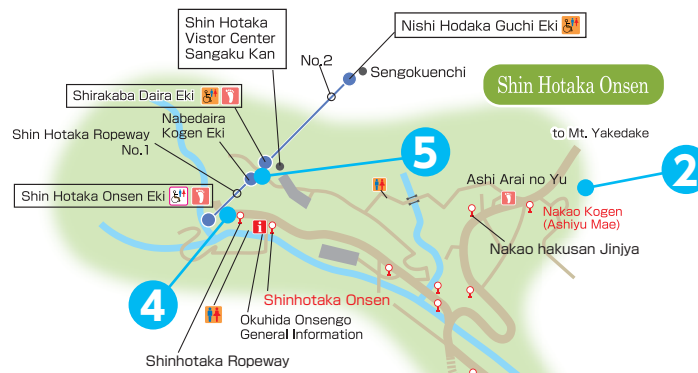 Shin Hotaka
Vistor Center
Sangaku Kan
Nishi Hodaka Guchi Eki
No.2
Sengokuenchi
Shin Hotaka Onsen
Shirakaba Daira Eki
Nabedaira
Kogen Eki
to Mt. Yakedake
Shin Hotaka Ropeway
No.1
5
2
Ashi Arai no Yu
Shin Hotaka Onsen Eki
Nakao Kogen
(Ashiyu Mae)
Nakao hakusan Jinjya
i
4
Shinhotaka Onsen
Okuhida Onsengo
General Information
Shinhotaka Ropeway